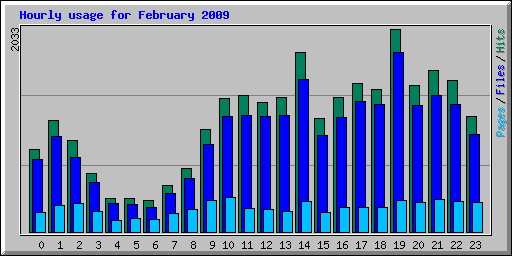 Hourly usage for February 2009
2033
Pages / Files / Hits
0 1 2 3 4 5 6 7 8 9 10 11 12 13 14 15 16 17 18 19 20 21 22 23